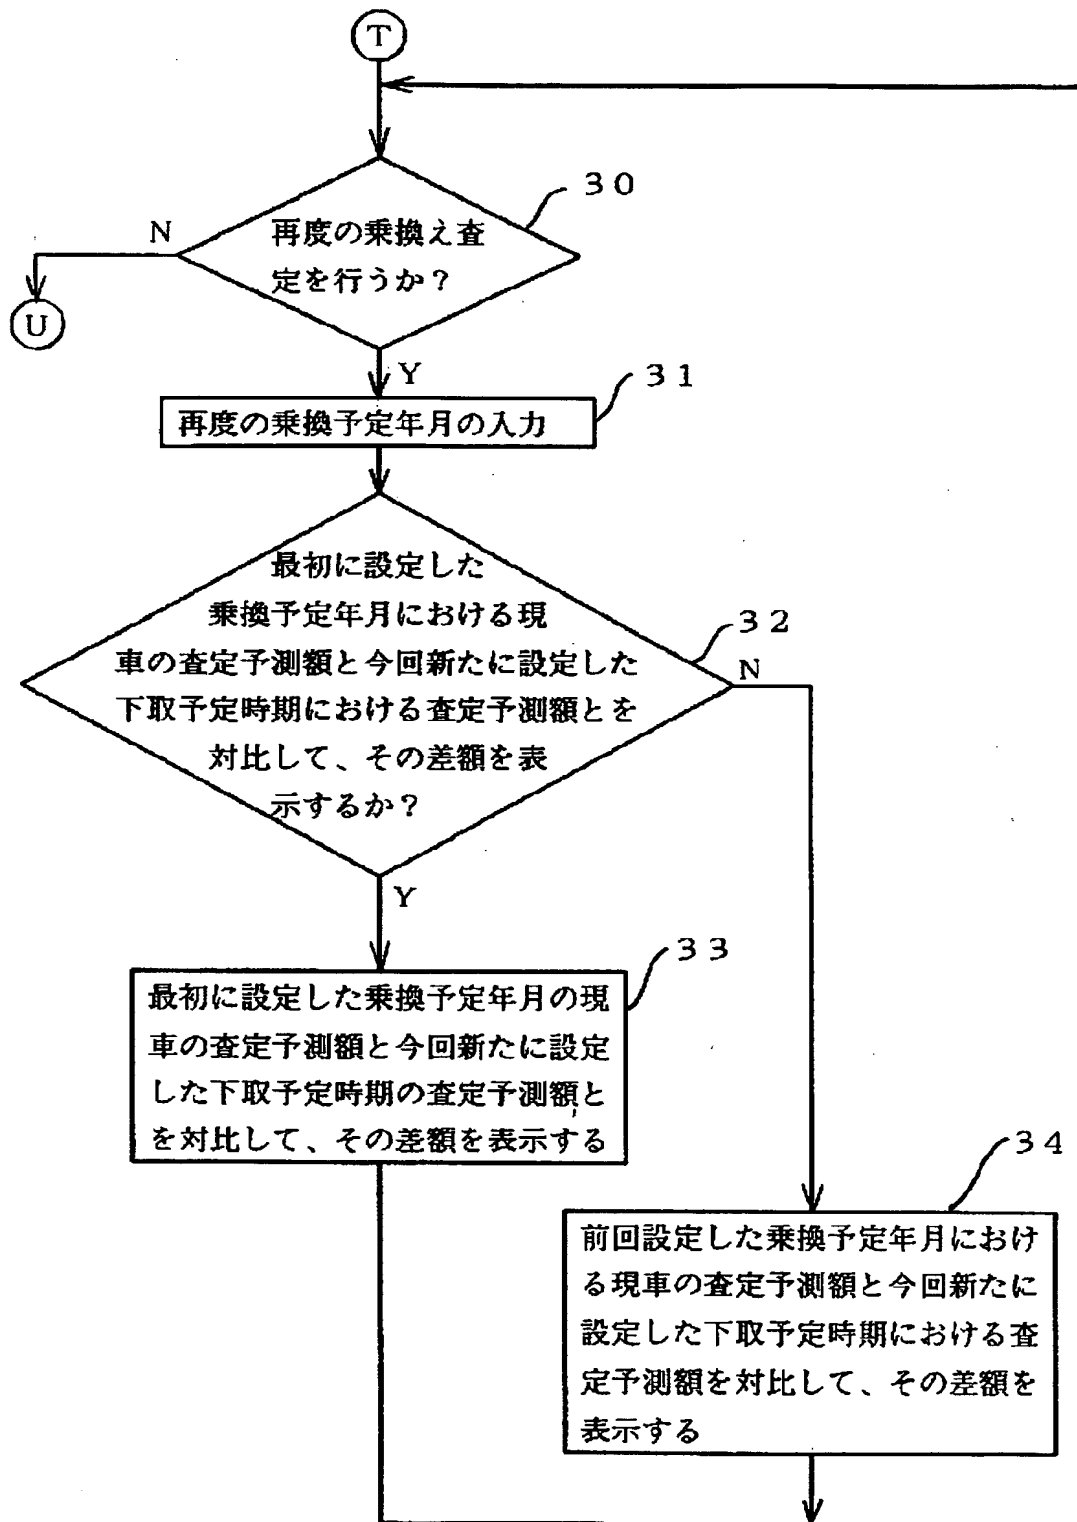 T
30
再度の乗換え査
定を行うか？
N
U
Y
31
再度の乗換予定年月の入力
最初に設定した
乗換予定年月における現
車の査定予測額と今回新たに設定した
下取予定時期における査定予測額とを
対比して、その差額を表
示するか？
32
N
Y
33
最初に設定した乗換予定年月の現
車の査定予測額と今回新たに設定
した下取予定時期の査定予測額と
を対比して、その差額を表示する
34
前回設定した乗換予定年月におけ
る現車の査定予測額と今回新たに
設定した下取予定時期における査
定予測額を対比して、その差額を
表示する